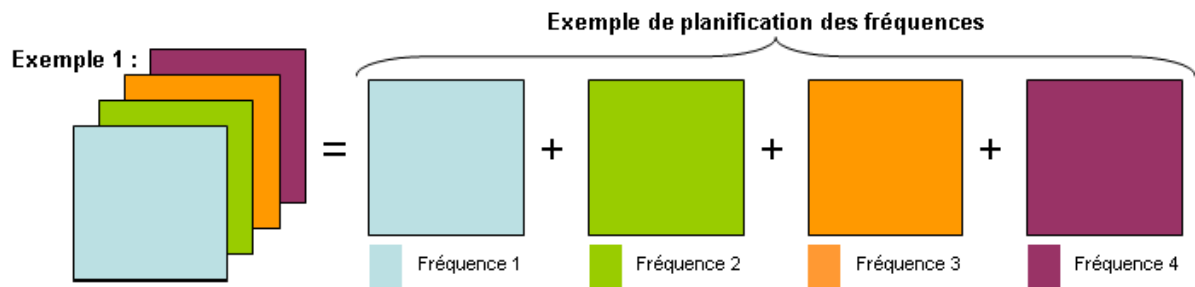 Exemple de planification des fréquences
Exemple 1 :
= + + +
Fréquence 1 Fréquence 2 Fréquence 3 Fréquence 4